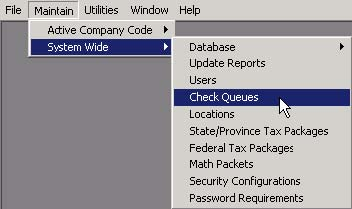 File Maintain Utilities Window Help
Active Company Code
System Wide
Database
Update Reports
Users
Check Queues
Locations
State/Province Tax Packages
Federal Tax Packages
Math Packets
Security Configurations
Password Requirements